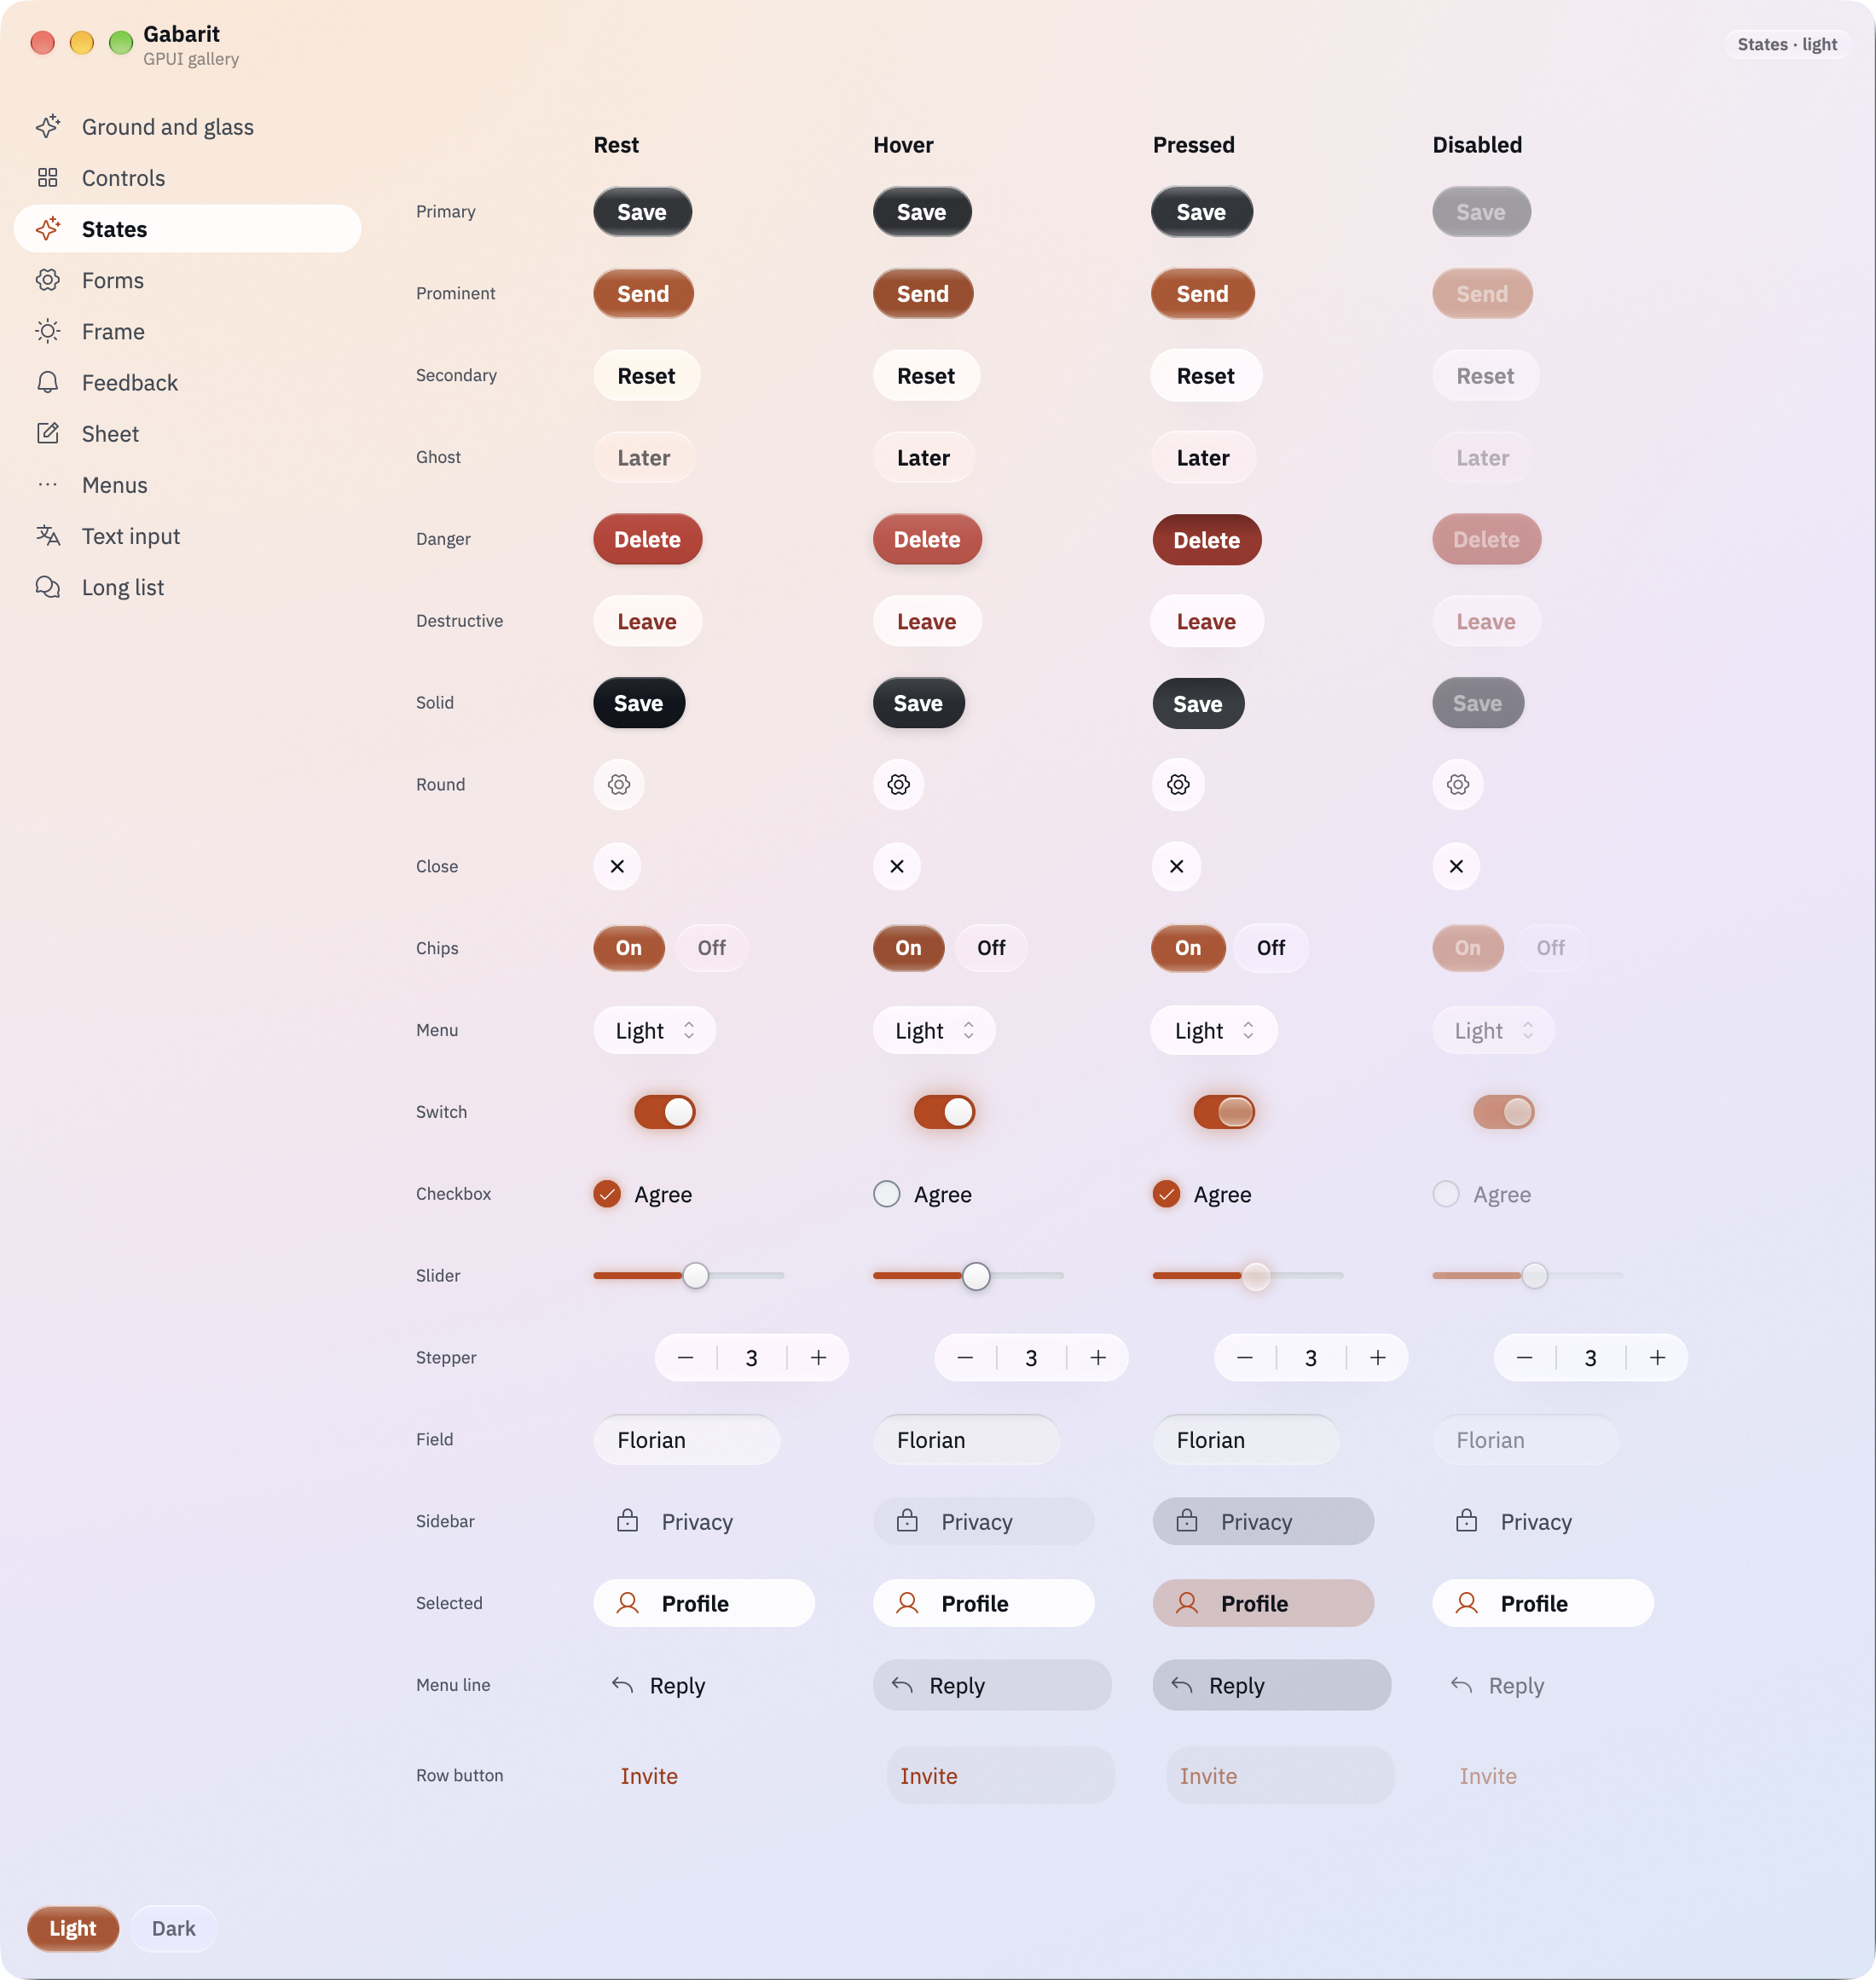 Gabarit
GPUI gallery
States · light
Ground and glass
Controls
States
Forms
Frame
Feedback
Sheet
Menus
Text input
Long list
Rest Hover Pressed Disabled
Primary Save Save Save Save
Prominent Send Send Send Send
Secondary Reset Reset Reset Reset
Ghost Later Later Later Later
Danger Delete Delete Delete Delete
Destructive Leave Leave Leave Leave
Solid Save Save Save Save
Round
Close
Chips On Off On Off On Off On Off
Menu Light Light Light Light
Switch
Checkbox Agree Agree Agree Agree
Slider
Stepper 3 3 3 3
Field Florian Florian Florian Florian
Sidebar Privacy Privacy Privacy Privacy
Selected Profile Profile Profile Profile
Menu line Reply Reply Reply Reply
Row button Invite Invite Invite Invite
Light Dark